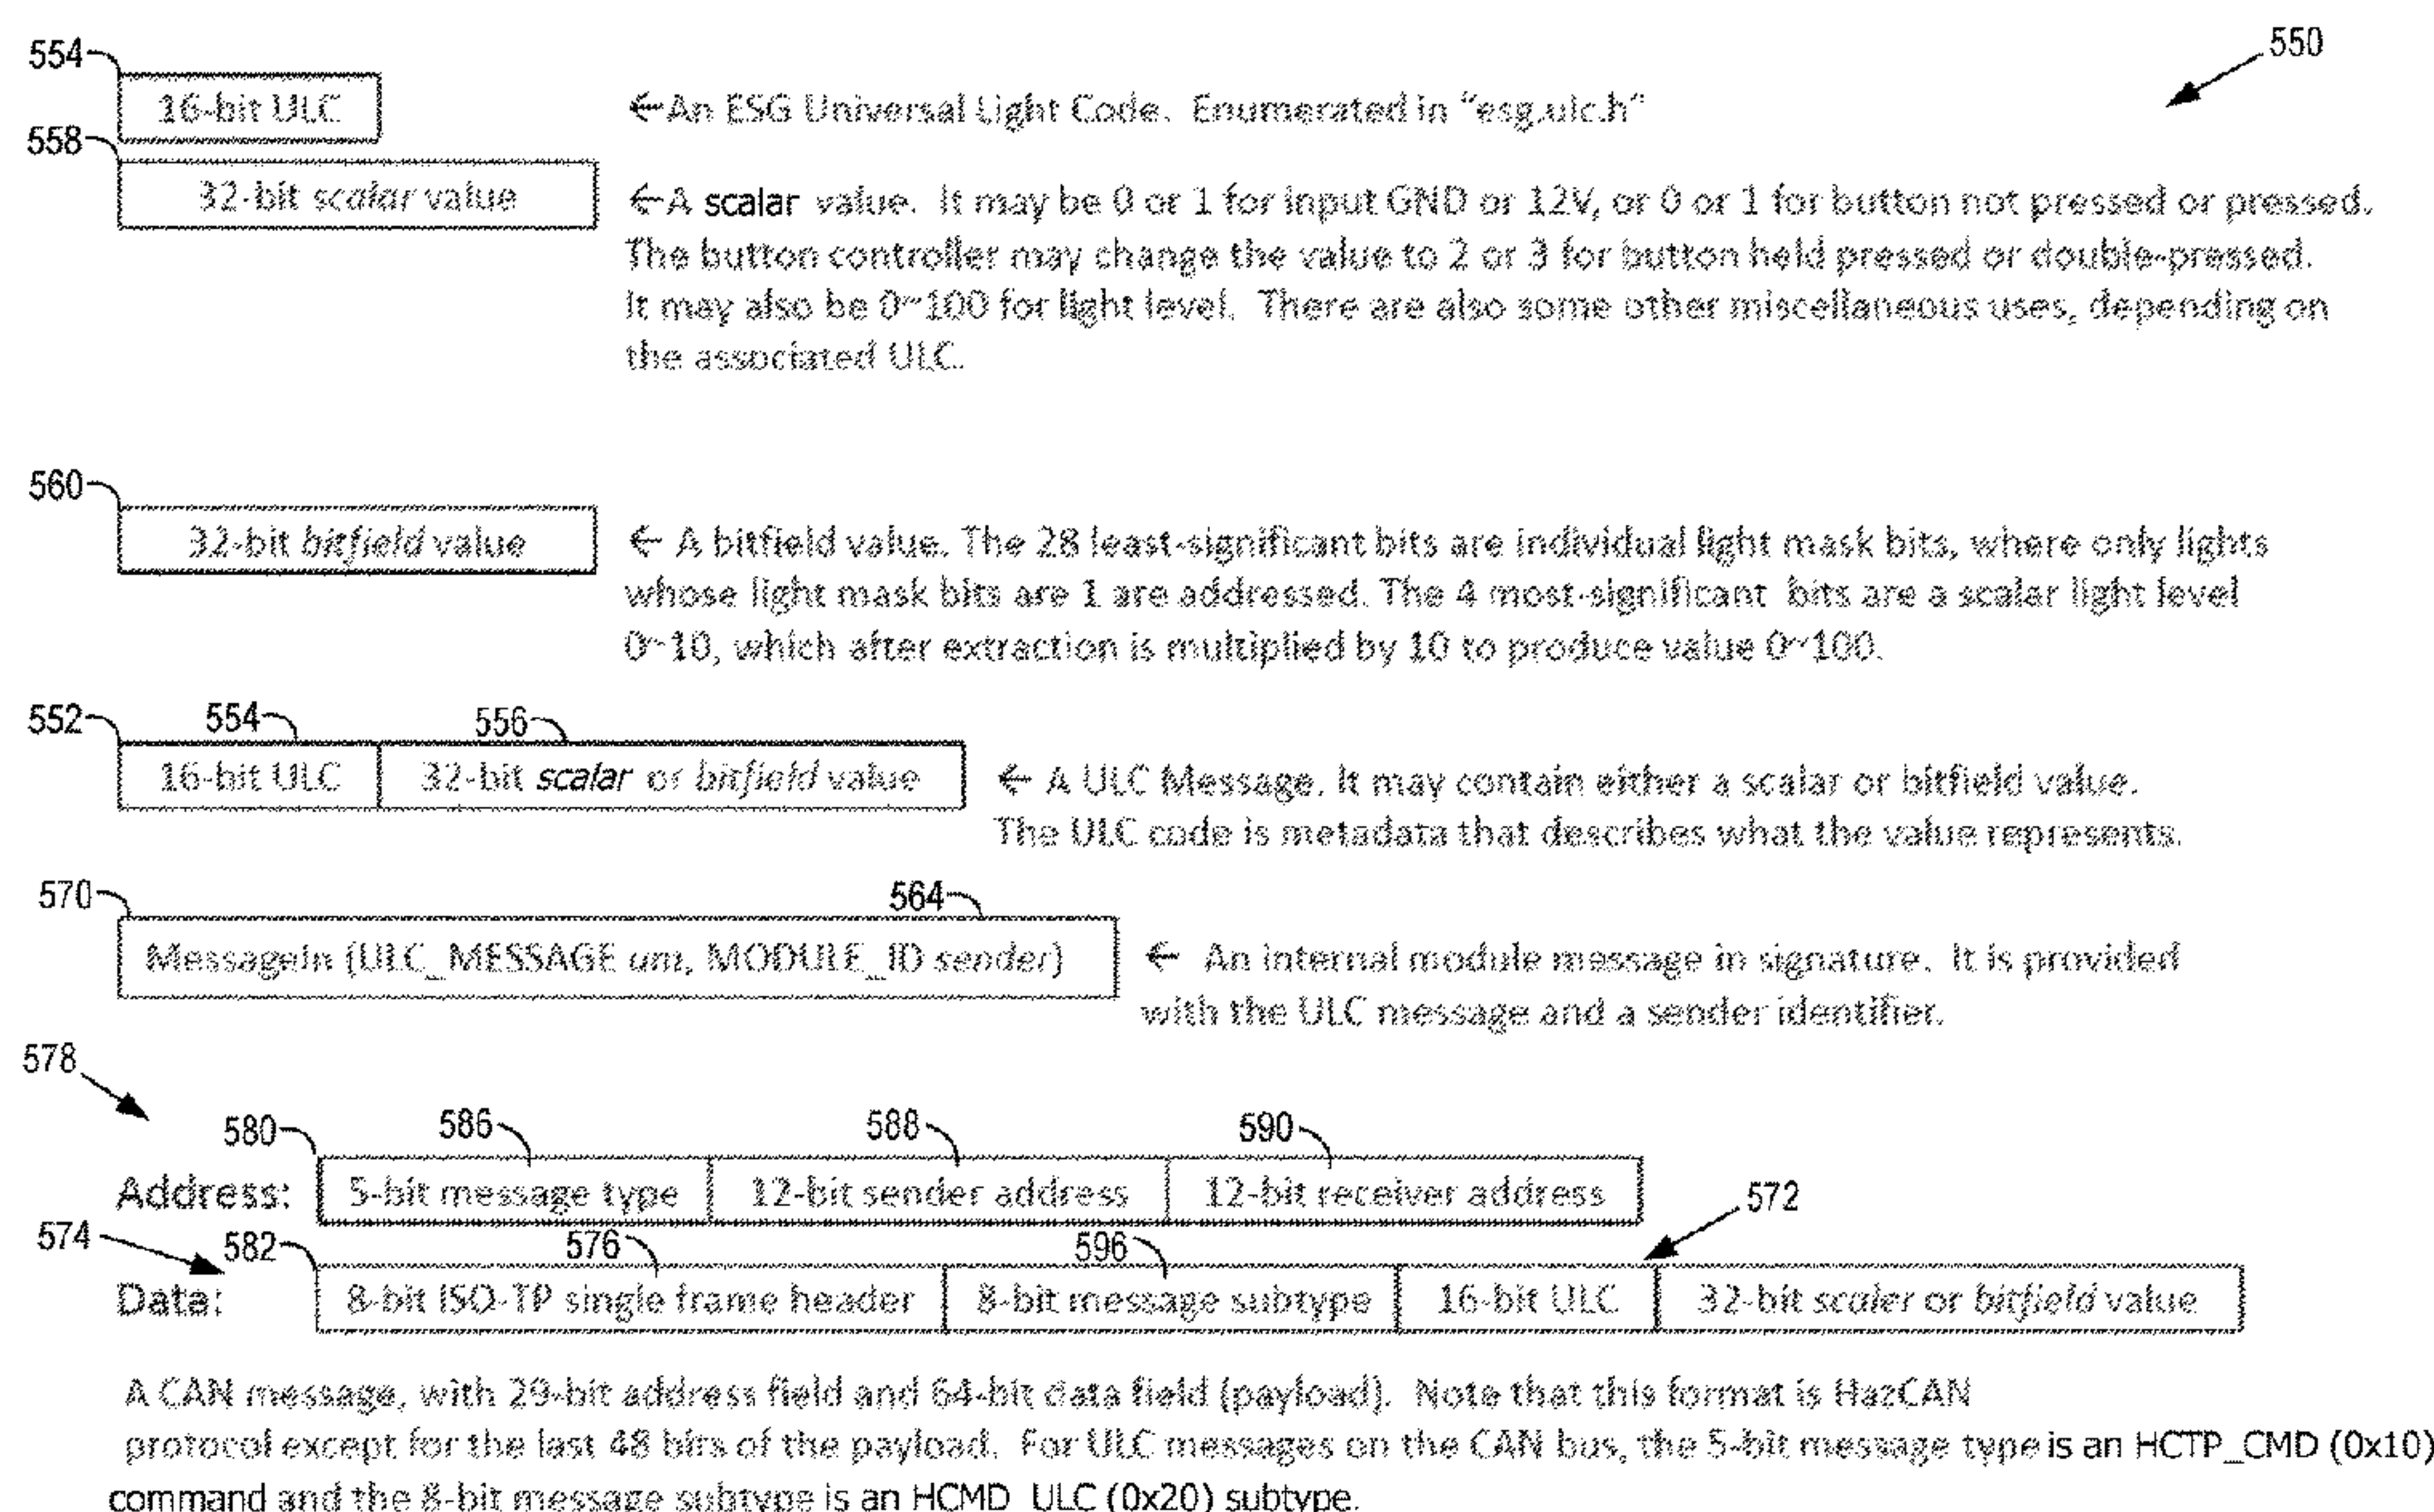 554
550
16-bit ULC
←An ESG Universal Light Code. Enumerated in "esg.ulc.h"
558
32-bit scalar value
←A scalar value. It may be 0 or 1 for input GND or 12V, or 0 or 1 for button not pressed or pressed.
The button controller may change the value to 2 or 3 for button held pressed or double-pressed.
It may also be 0~100 for light level. There are also some other miscellaneous uses, depending on
the associated ULC.
560
32-bit bitfield value
← A bitfield value. The 28 least-significant bits are individual light mask bits, where only lights
whose light mask bits are 1 are addressed. The 4 most-significant bits are a scalar light level
0~10, which after extraction is multiplied by 10 to produce value 0~100.
552 554 556
16-bit ULC 32-bit scalar or bitfield value
← A ULC Message. It may contain either a scalar or bitfield value.
The ULC code is metadata that describes what the value represents.
570 564
MessageIn (ULC_MESSAGE um, MODULE_ID sender)
← An internal module message in signature. It is provided
with the ULC message and a sender identifier.
578
580 586 588 590
Address: 5-bit message type 12-bit sender address 12-bit receiver address
572
574 582 576 596
Data: 8-bit ISO-TP single frame header 8-bit message subtype 16-bit ULC 32-bit scaler or bitfield value
A CAN message, with 29-bit address field and 64-bit data field (payload). Note that this format is HazCAN
protocol except for the last 48 bits of the payload. For ULC messages on the CAN bus, the 5-bit message type is an HCTP_CMD (0x10)
command and the 8-bit message subtype is an HCMD_ULC (0x20) subtype.